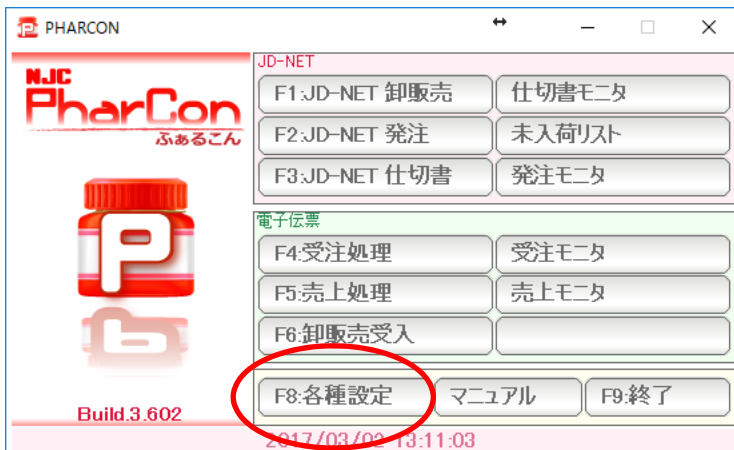 PHARCON
NJC
PharCon
ふぁるこん
P
Build.3.602
JD-NET
F1:JD-NET 卸販売
仕切書モニタ
F2:JD-NET 発注
未入荷リスト
F3:JD-NET 仕切書
発注モニタ
電子伝票
F4:受注処理
受注モニタ
F5:売上処理
売上モニタ
F6:卸販売受入
F8:各種設定
マニュアル
F9:終了
2017/03/02 13:11:03